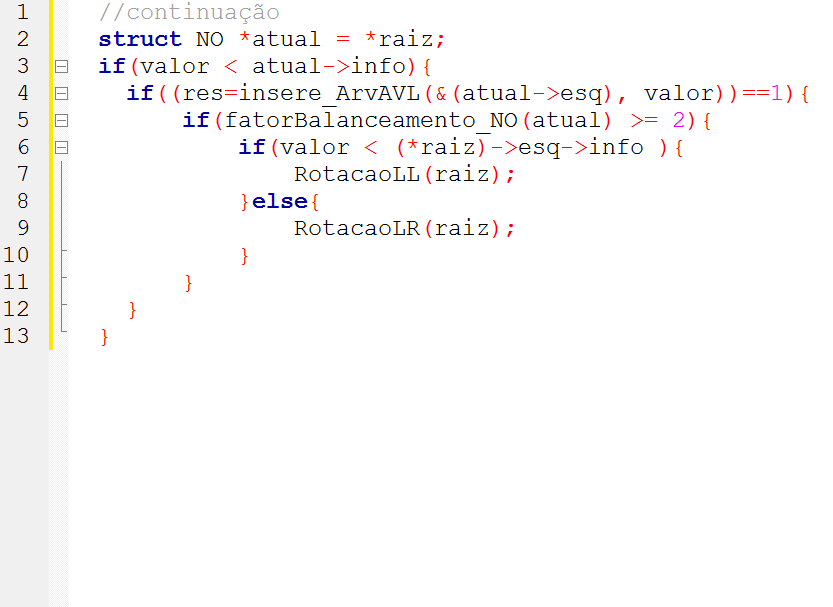 1 //continuação
2 struct NO *atual = *raiz;
3 if(valor < atual->info){
4 if((res=insere_ArvAVL(&(atual->esq), valor))==1){
5 if(fatorBalanceamento_NO(atual) >= 2){
6 if(valor < (*raiz)->esq->info ){
7 RotacaoLL(raiz);
8 }else{
9 RotacaoLR(raiz);
10 }
11 }
12 }
13 }